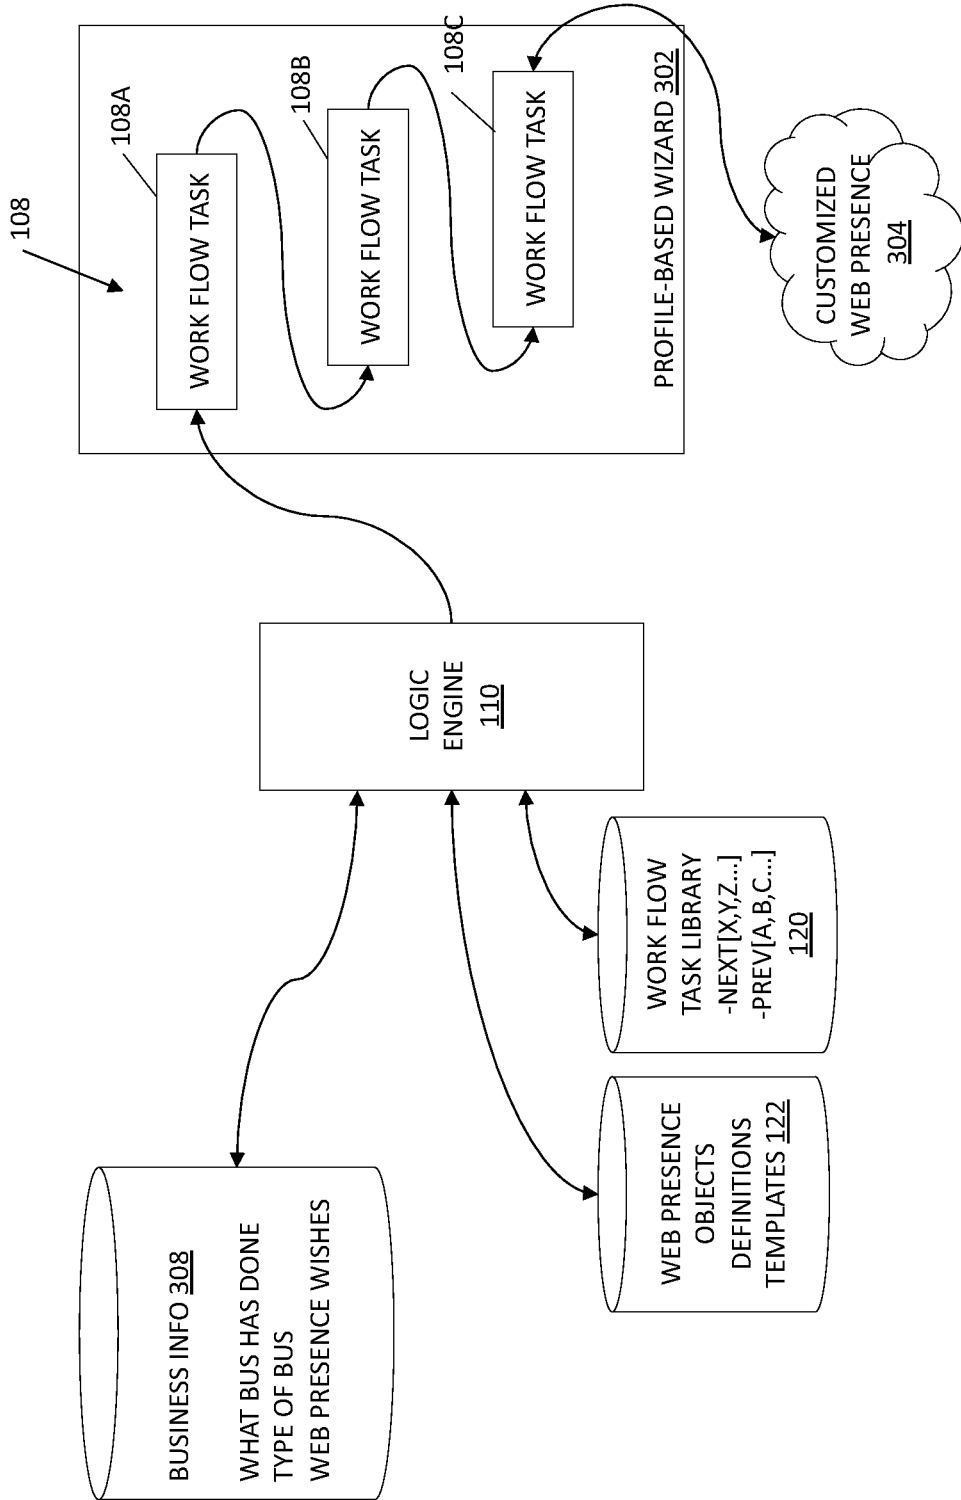 BUSINESS INFO 308
WHAT BUS HAS DONE
TYPE OF BUS
WEB PRESENCE WISHES
WEB PRESENCE
OBJECTS
DEFINITIONS
TEMPLATES 122
WORK FLOW
TASK LIBRARY
-NEXT[X,Y,Z...]
-PREV[A,B,C...]
120
LOGIC
ENGINE
110
108
108A
WORK FLOW TASK
108B
WORK FLOW TASK
108C
WORK FLOW TASK
PROFILE-BASED WIZARD 302
CUSTOMIZED
WEB PRESENCE
304